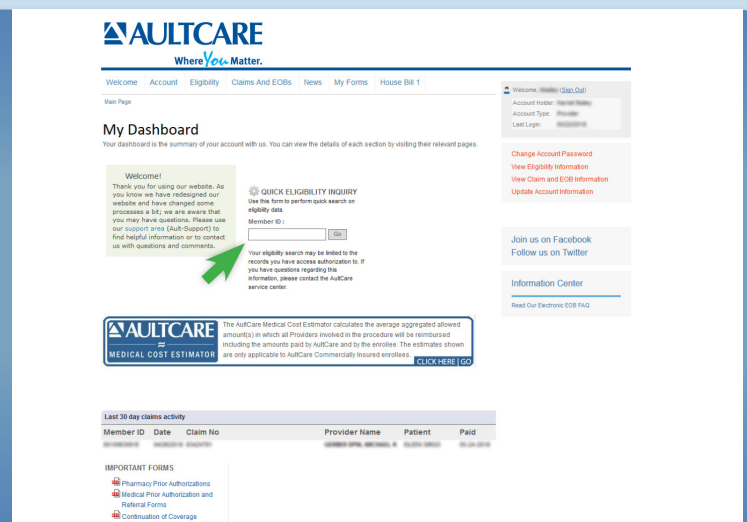 AULTCARE
Where You Matter.
Welcome Account Eligibility Claims And EOBs News My Forms House Bill 1
Main Page
Welcome, (Sign Out)
Account Holder:
Account Type:
Last Login:
My Dashboard
Your dashboard is the summary of your account with us. You can view the details of each section by visiting their relevant pages.
Change Account Password
View Eligibility Information
View Claim and EOB Information
Update Account Information
Welcome!
Thank you for using our website. As
you know we have redesigned our
website and have changed some
processes a bit; we are aware that
you may have questions. Please use
our support area (Ault-Support) to
find helpful information or to contact
us with questions and comments.
QUICK ELIGIBILITY INQUIRY
Use this form to perform quick search on
eligibility data.
Member ID :
Go
Your eligibility search may be limited to the
records you have access authorization to. If
you have questions regarding this
information, please contact the AultCare
service center.
Join us on Facebook
Follow us on Twitter
Information Center
Read Our Electronic EOB FAQ
AULTCARE
MEDICAL COST ESTIMATOR
The AultCare Medical Cost Estimator calculates the average aggregated allowed
amount(s) in which all Providers involved in the procedure will be reimbursed
including the amounts paid by AultCare and by the enrollee. The estimates shown
are only applicable to AultCare Commercially Insured enrollees.
CLICK HERE | GO
Last 30 day claims activity
Member ID Date Claim No Provider Name Patient Paid
IMPORTANT FORMS
Pharmacy Prior Authorizations
Medical Prior Authorization and
Referral Forms
Continuation of Coverage